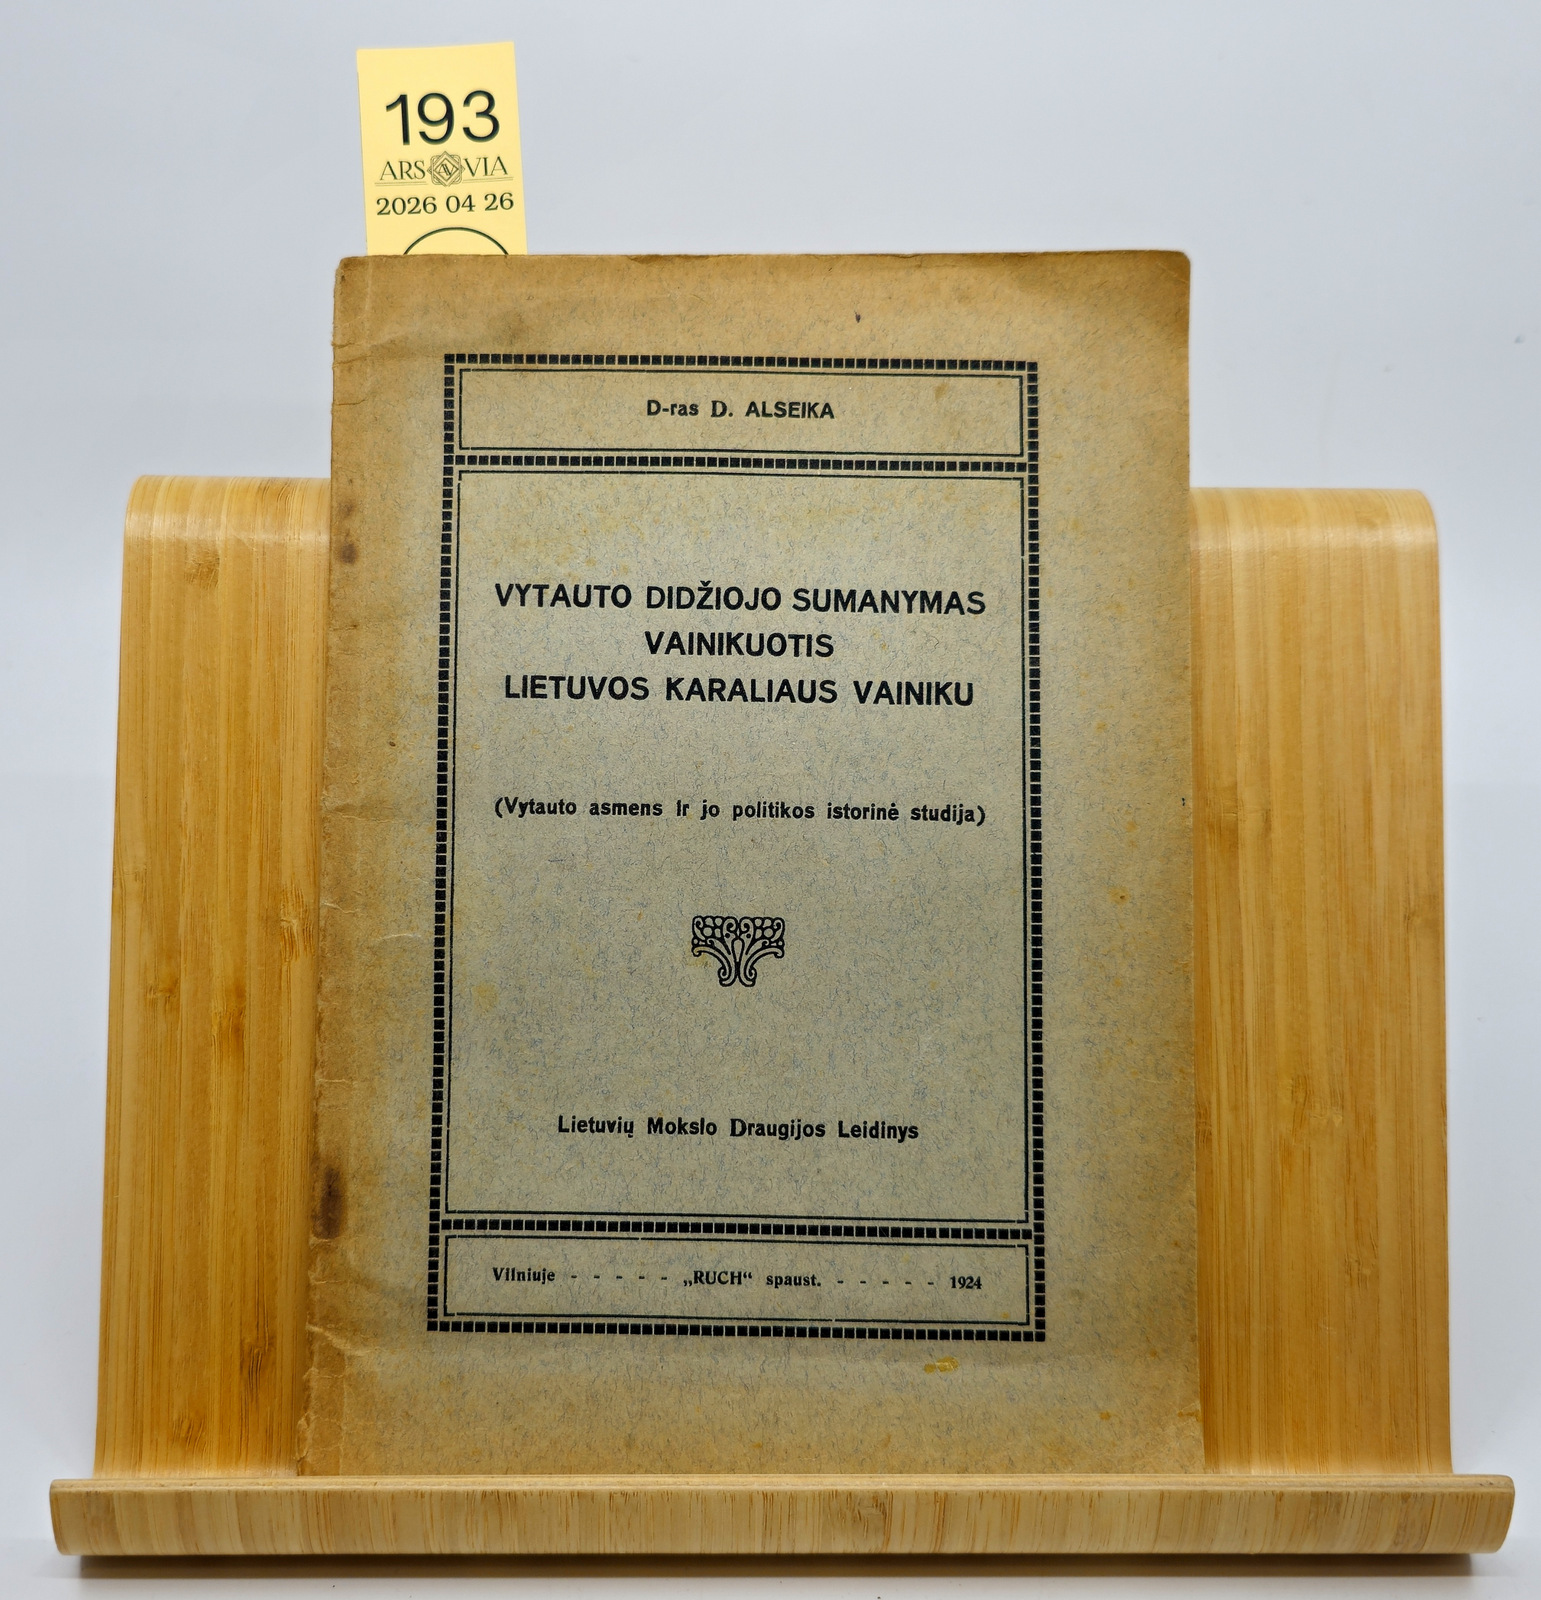 193
ARS AV VIA
2026 04 26
D-ras D. ALSEIKA
VYTAUTO DIDŽIOJO SUMANYMAS
VAINIKUOTIS
LIETUVOS KARALIAUS VAINIKU
(Vytauto asmens ir jo politikos istorinė studija)
Lietuvių Mokslo Draugijos Leidinys
Vilniuje - - - - - „RUCH“ spaust. - - - - - 1924